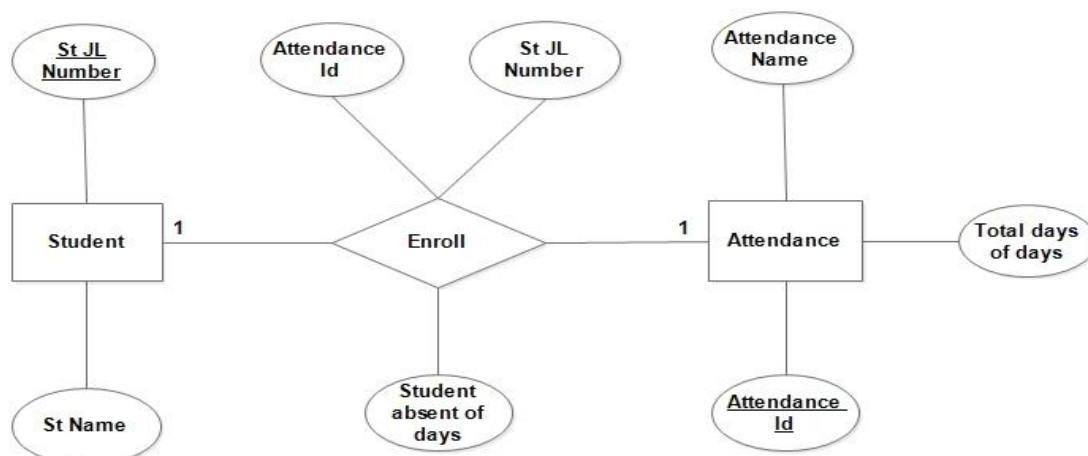 St JL
Number
Attendance
Id
St JL
Number
Attendance
Name
Student
1
Enroll
1
Attendance
Total days
of days
St Name
Student
absent of
days
Attendance
Id